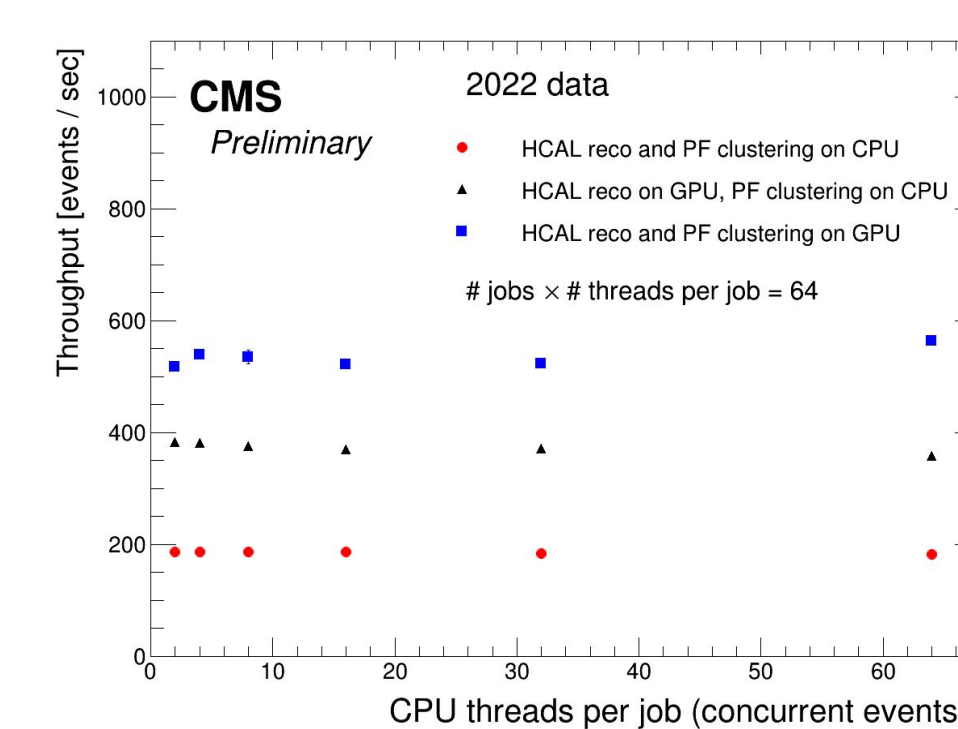 CMS
Preliminary
2022 data
HCAL reco and PF clustering on CPU
HCAL reco on GPU, PF clustering on CPU
HCAL reco and PF clustering on GPU
# jobs × # threads per job = 64
Throughput [events / sec]
1000
800
600
400
200
0
0 10 20 30 40 50 60
CPU threads per job (concurrent events